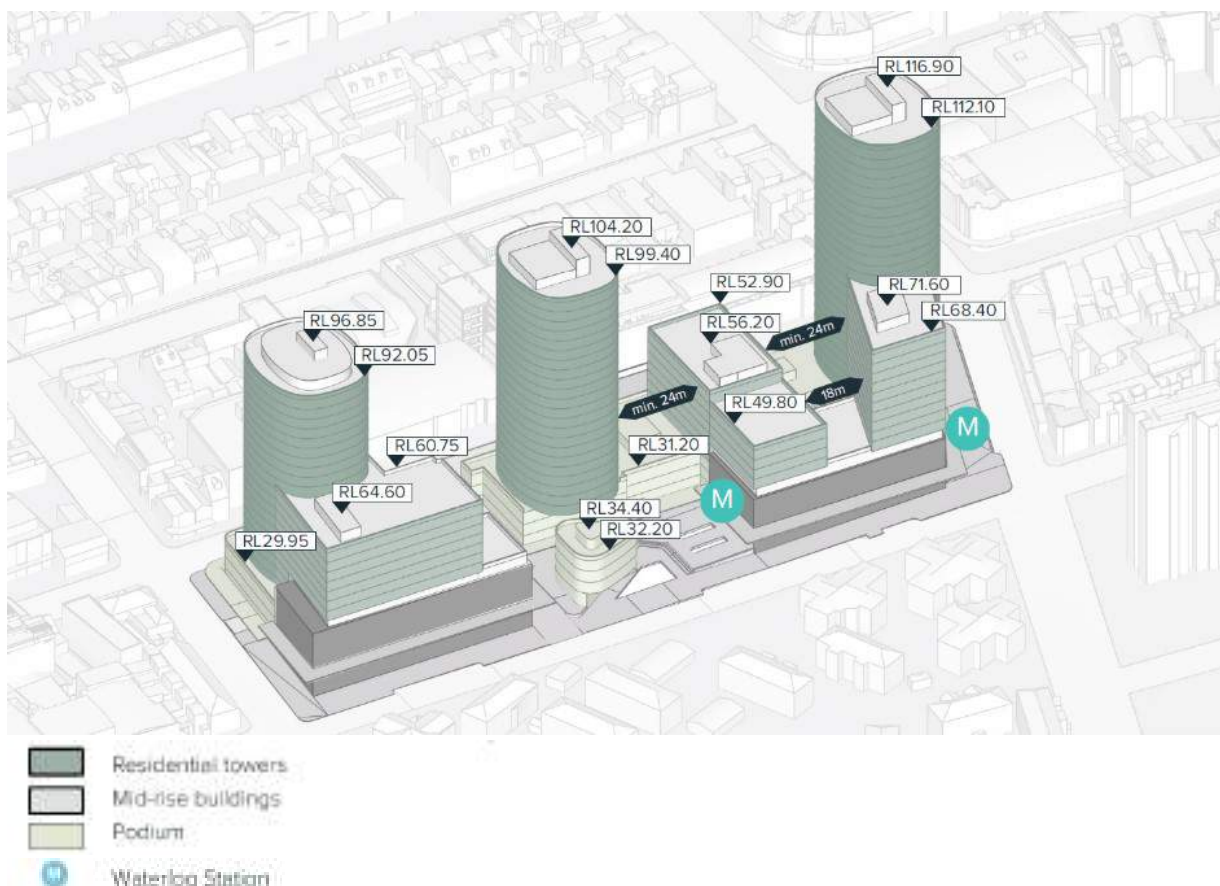 RL116.90
RL112.10
RL104.20
RL99.40
RL52.90
RL71.60
RL68.40
RL56.20
min. 24m
RL96.85
RL92.05
min. 24m
18m
RL49.80
RL60.75
RL31.20
M
RL64.60
M
RL34.40
RL32.20
RL29.95
Residential towers
Mid-rise buildings
Podium
M
Waterloo Station